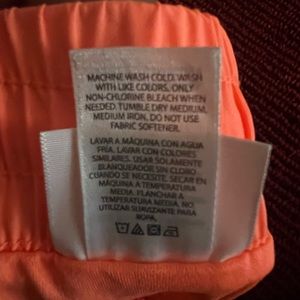 MACHINE WASH COLD. WASH
WITH LIKE COLORS. ONLY
NON-CHLORINE BLEACH WHEN
NEEDED. TUMBLE DRY MEDIUM.
MEDIUM IRON. DO NOT USE
FABRIC SOFTENER.
LAVAR A MÁQUINA CON AGUA
FRÍA. LAVAR CON COLORES
SIMILARES. USAR SOLAMENTE
BLANQUEADOR SIN CLORO
CUANDO SE NECESITE. SECAR EN
MÁQUINA A TEMPERATURA
MEDIA. PLANCHAR A
TEMPERATURA MEDIA. NO
UTILIZAR SUAVIZANTE PARA
ROPA.